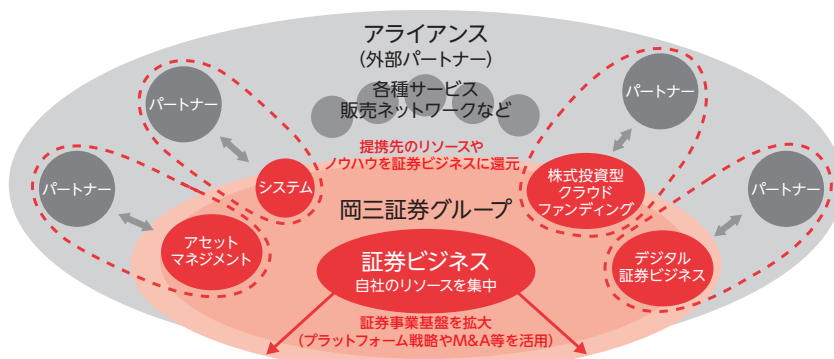 アライアンス
(外部パートナー)
各種サービス
販売ネットワークなど
パートナー
パートナー
パートナー
パートナー
提携先のリソースや
ノウハウを証券ビジネスに還元
システム
株式投資型
クラウド
ファンディング
岡三証券グループ
アセット
マネジメント
証券ビジネス
自社のリソースを集中
デジタル
証券ビジネス
証券事業基盤を拡大
(プラットフォーム戦略やM&A等を活用)